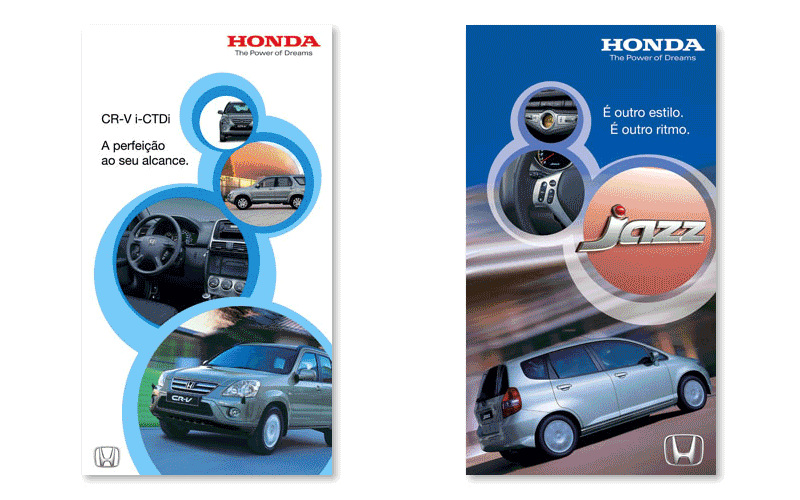 HONDA
The Power of Dreams
CR-V i-CTDi
A perfeição
ao seu alcance.
CR-V
HONDA
The Power of Dreams
É outro estilo.
É outro ritmo.
jazz